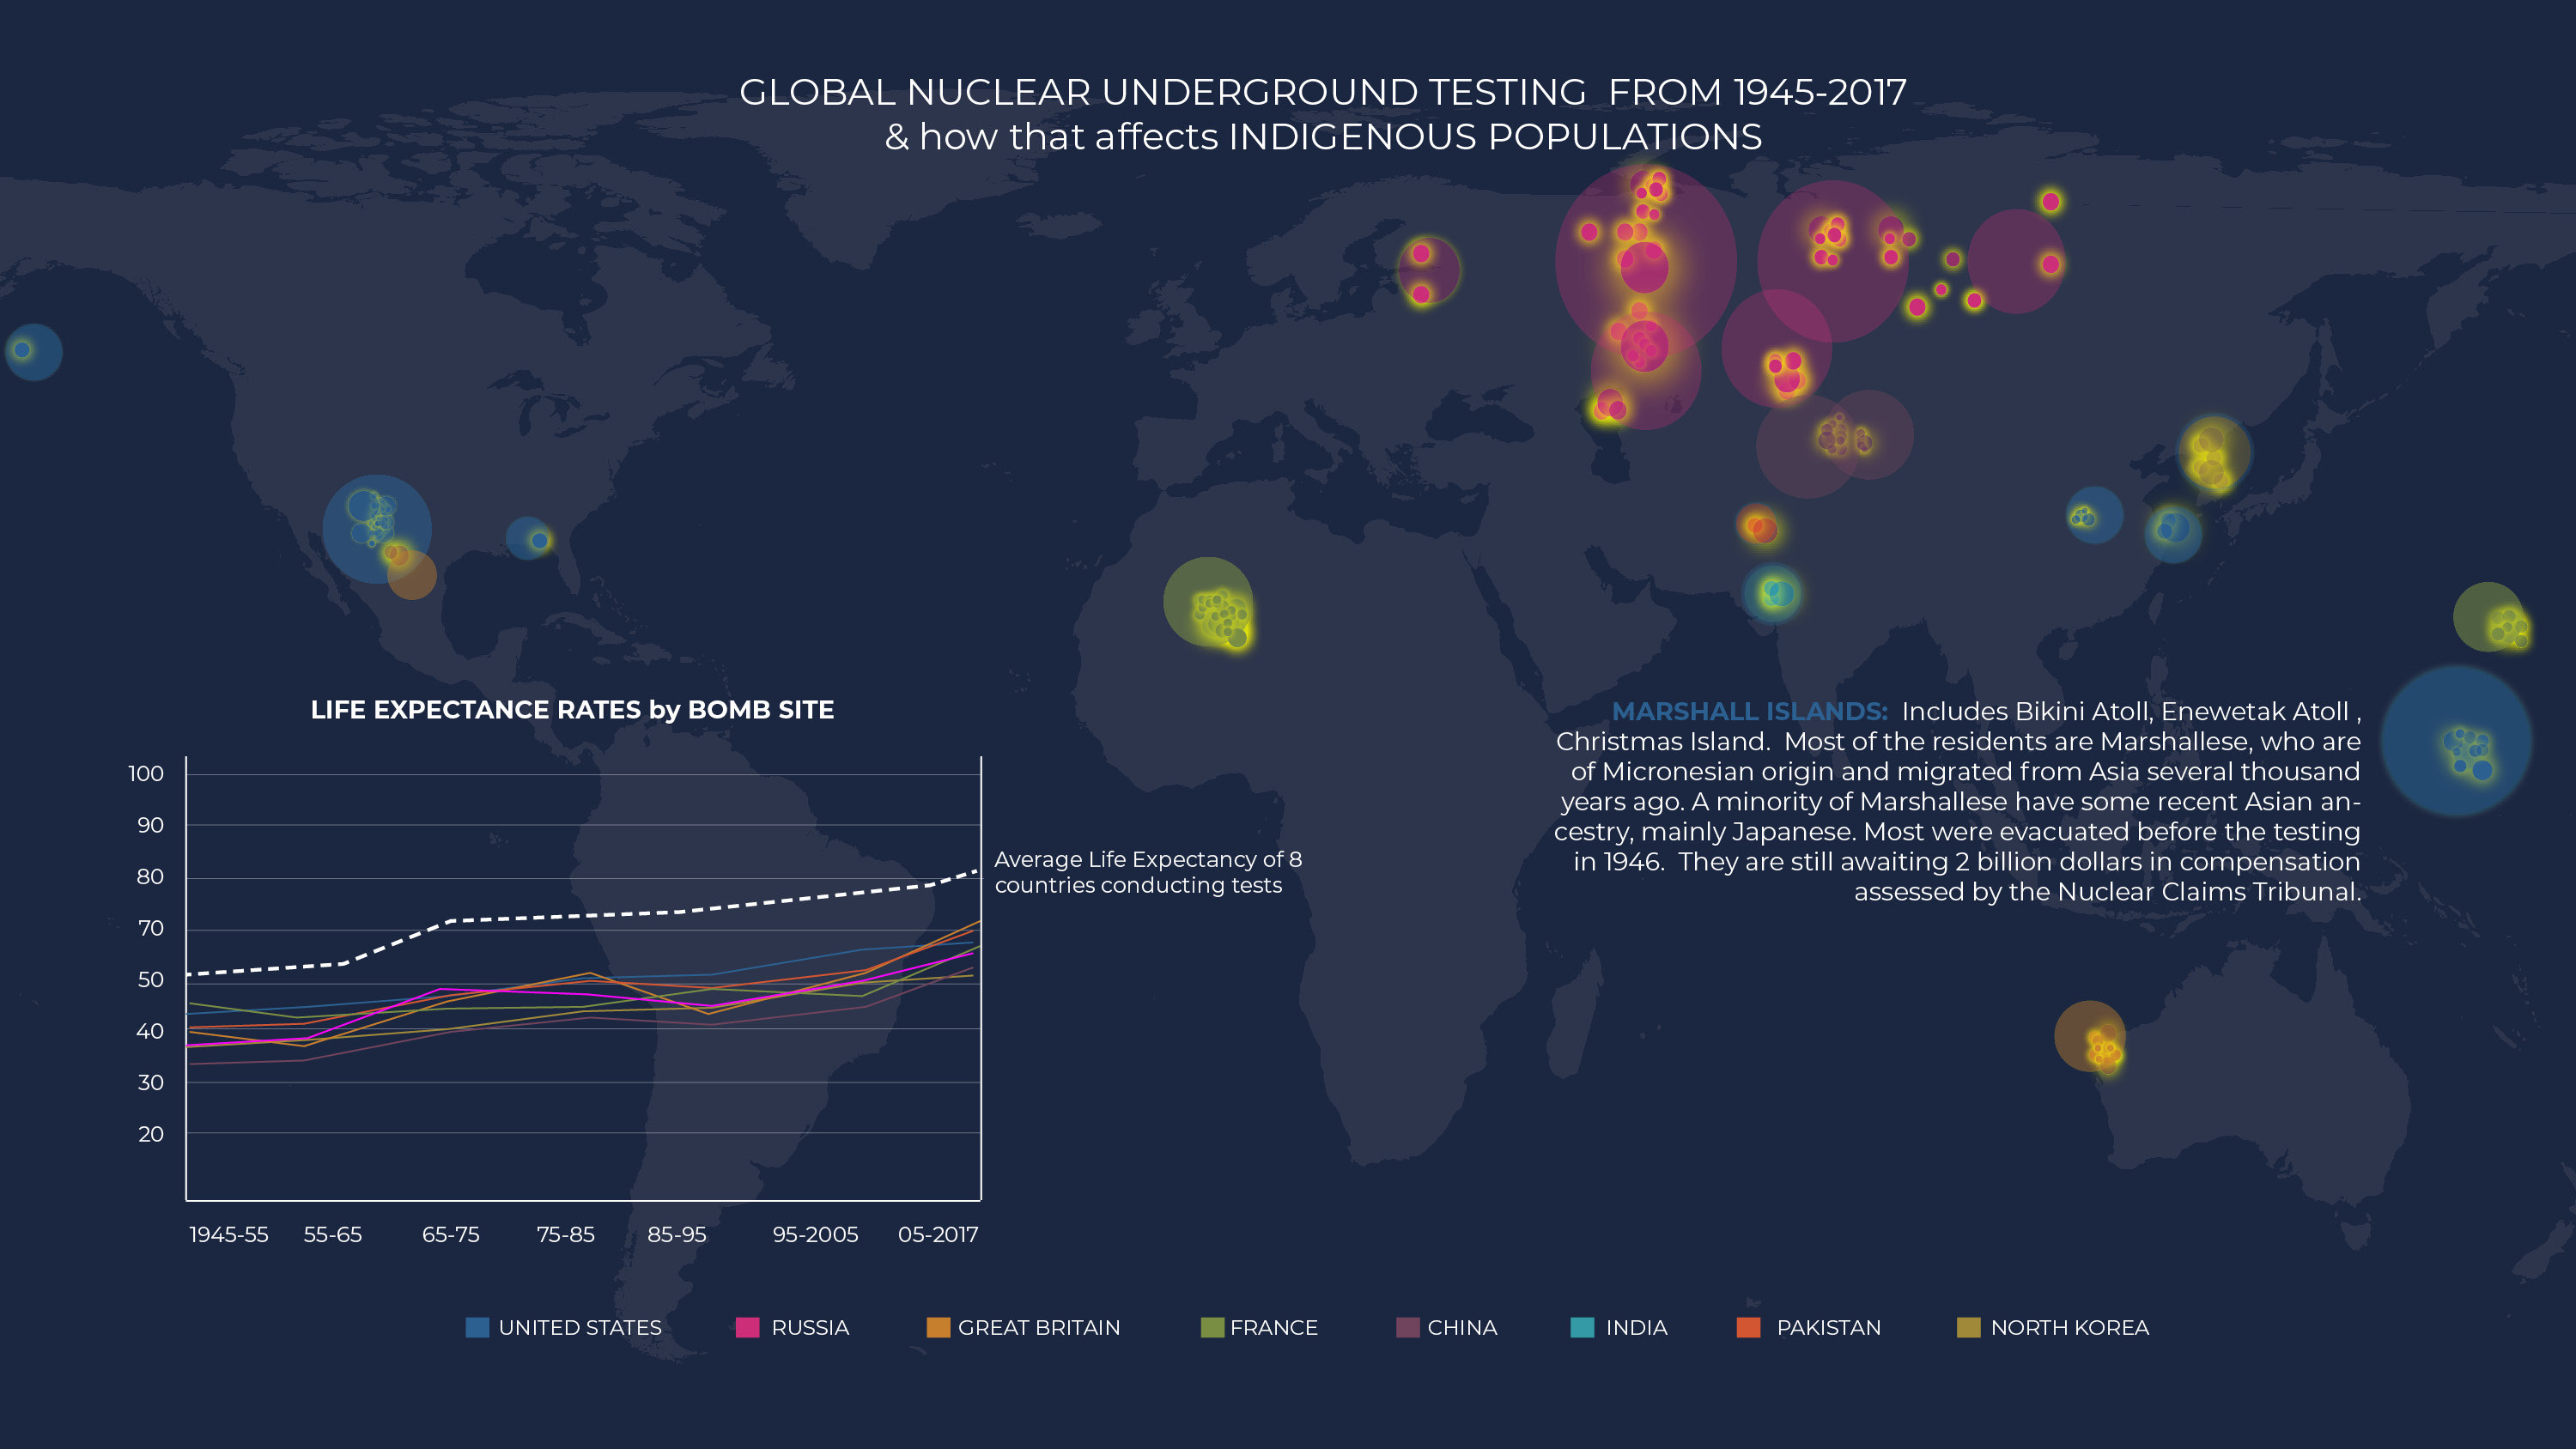 GLOBAL NUCLEAR UNDERGROUND TESTING FROM 1945-2017
& how that affects INDIGENOUS POPULATIONS
LIFE EXPECTANCE RATES by BOMB SITE
100
90
80
70
50
40
30
20
1945-55 55-65 65-75 75-85 85-95 95-2005 05-2017
Average Life Expectancy of 8
countries conducting tests
MARSHALL ISLANDS: Includes Bikini Atoll, Enewetak Atoll ,
Christmas Island. Most of the residents are Marshallese, who are
of Micronesian origin and migrated from Asia several thousand
years ago. A minority of Marshallese have some recent Asian an-
cestry, mainly Japanese. Most were evacuated before the testing
in 1946. They are still awaiting 2 billion dollars in compensation
assessed by the Nuclear Claims Tribunal.
UNITED STATES RUSSIA GREAT BRITAIN FRANCE CHINA INDIA PAKISTAN NORTH KOREA